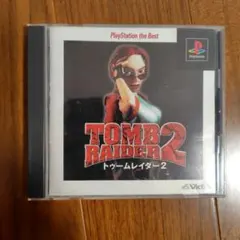 PlayStation the Best
PlayStation
TOMB
RAIDER 2
トゥームレイダー2
Victor